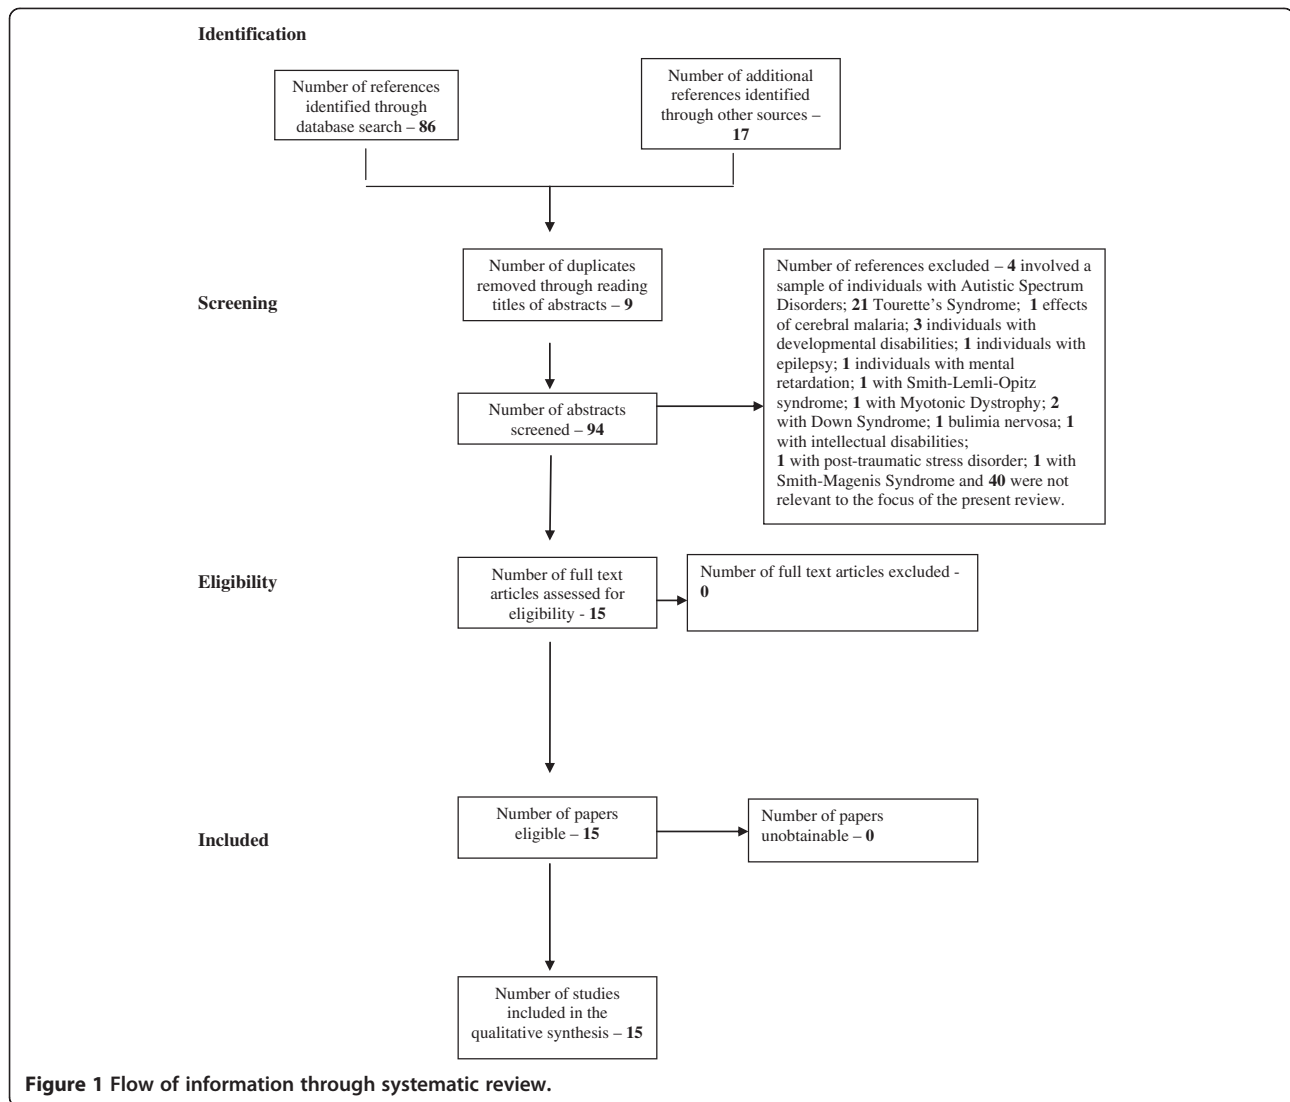 Identification
Number of references
identified through
database search – 86
Number of additional
references identified
through other sources –
17
Screening
Number of duplicates
removed through reading
titles of abstracts – 9
Number of references excluded – 4 involved a
sample of individuals with Autistic Spectrum
Disorders; 21 Tourette's Syndrome; 1 effects
of cerebral malaria; 3 individuals with
developmental disabilities; 1 individuals with
epilepsy; 1 individuals with mental
retardation; 1 with Smith-Lemli-Opitz
syndrome; 1 with Myotonic Dystrophy; 2
with Down Syndrome; 1 bulimia nervosa; 1
with intellectual disabilities;
1 with post-traumatic stress disorder; 1 with
Smith-Magenis Syndrome and 40 were not
relevant to the focus of the present review.
Number of abstracts
screened – 94
Eligibility
Number of full text
articles assessed for
eligibility - 15
Number of full text articles excluded -
0
Included
Number of papers
eligible – 15
Number of papers
unobtainable – 0
Number of studies
included in the
qualitative synthesis – 15
Figure 1 Flow of information through systematic review.